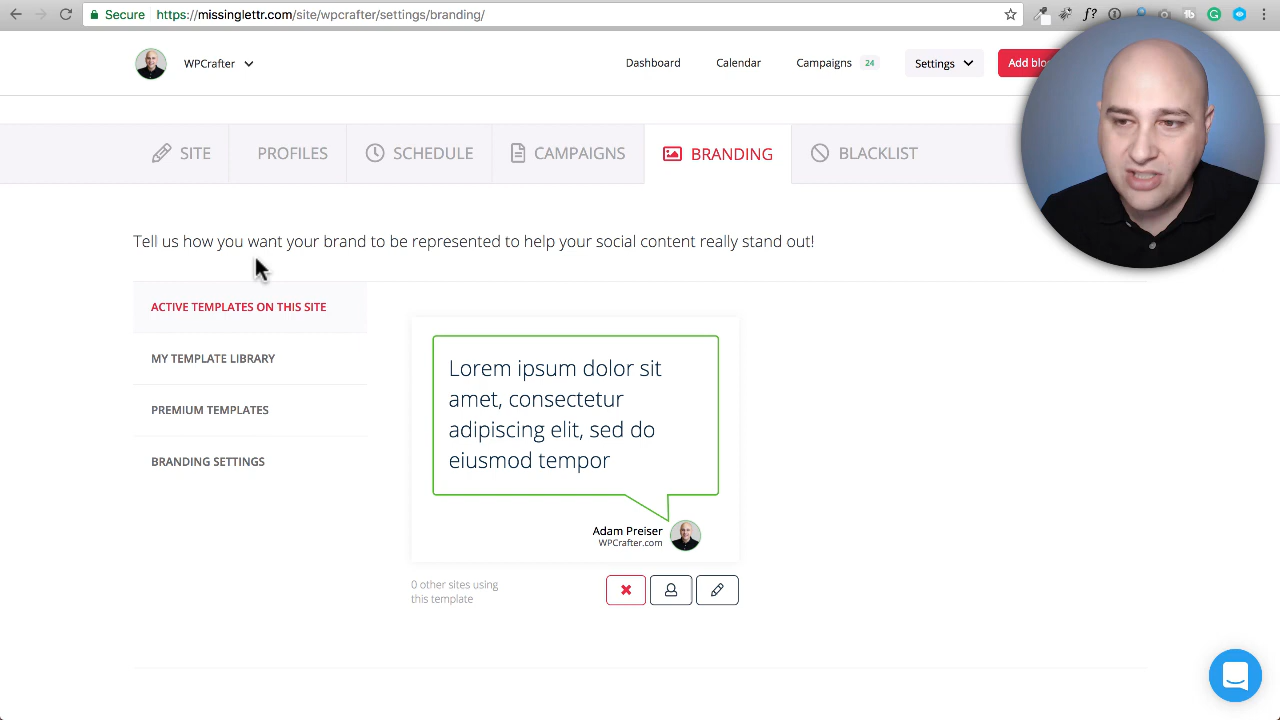 Secure https://missinglettr.com/site/wpcrafter/settings/branding/
WPCrafter
Dashboard
Calendar
Campaigns 24
Settings
Add blo
SITE
PROFILES
SCHEDULE
CAMPAIGNS
BRANDING
BLACKLIST
Tell us how you want your brand to be represented to help your social content really stand out!
ACTIVE TEMPLATES ON THIS SITE
MY TEMPLATE LIBRARY
PREMIUM TEMPLATES
BRANDING SETTINGS
Lorem ipsum dolor sit
amet, consectetur
adipiscing elit, sed do
eiusmod tempor
Adam Preiser
WPCrafter.com
0 other sites using
this template